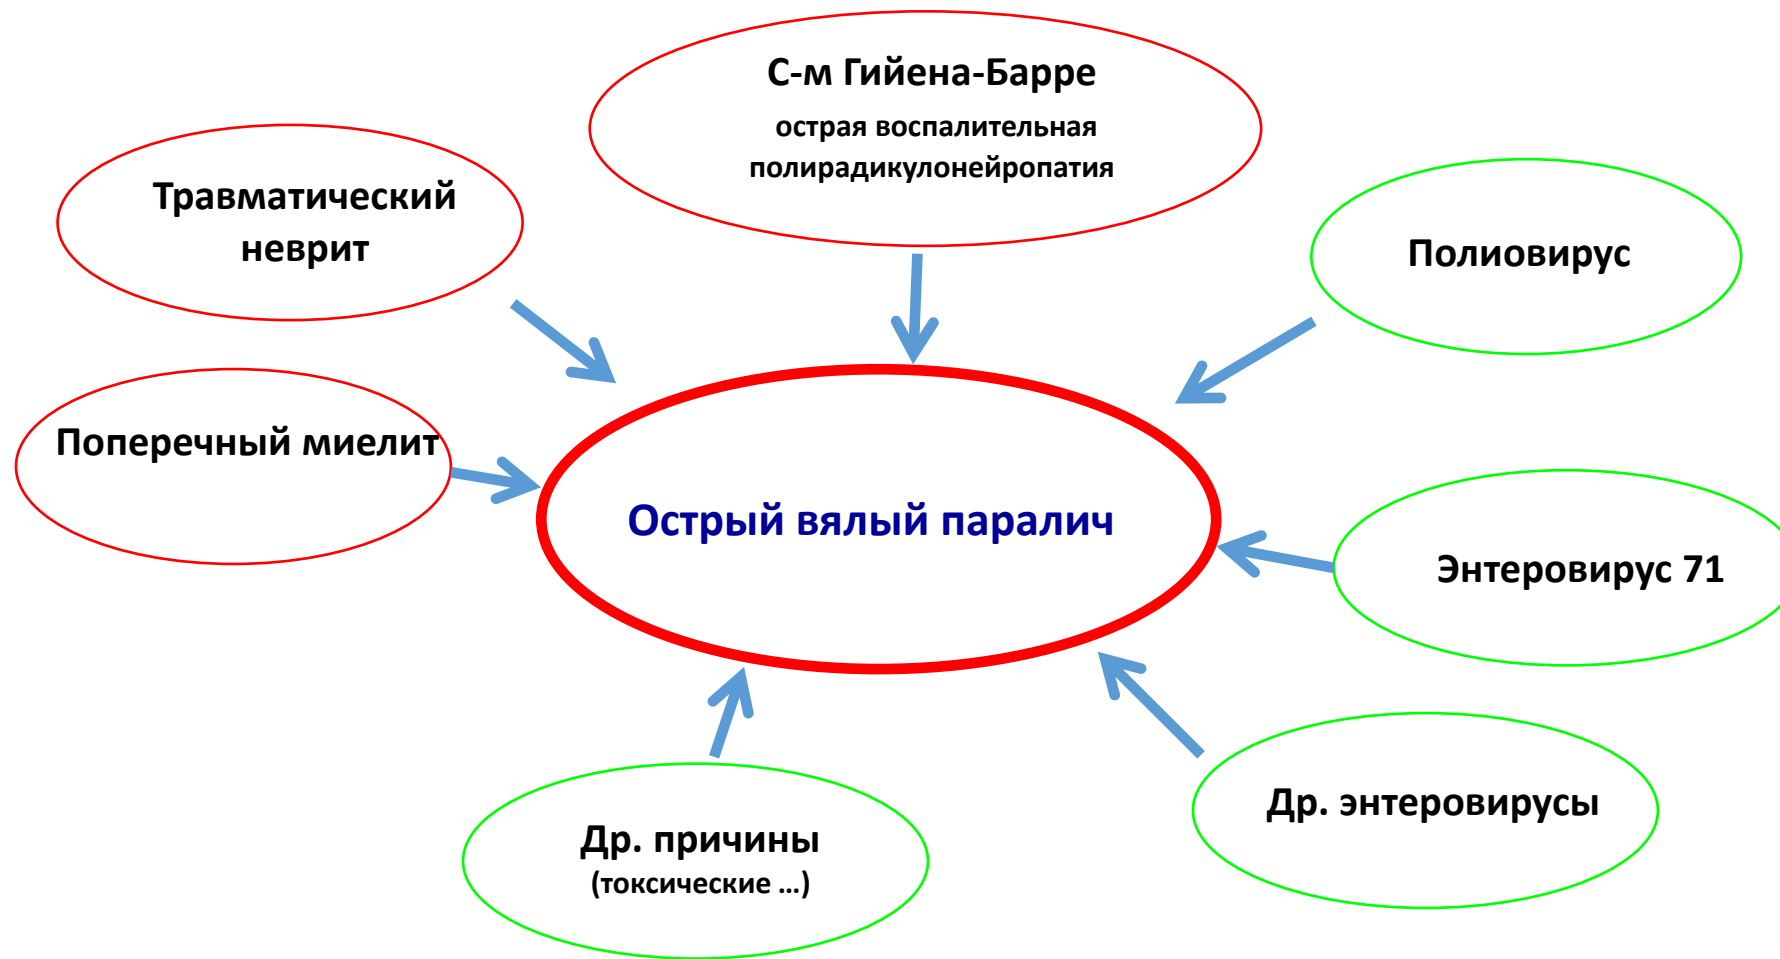 С-м Гийена-Барре
острая воспалительная
полирадикулонейропатия
Травматический
неврит
Полиовирус
Поперечный миелит
Острый вялый паралич
Энтеровирус 71
Др. энтеровирусы
Др. причины
(токсические ...)